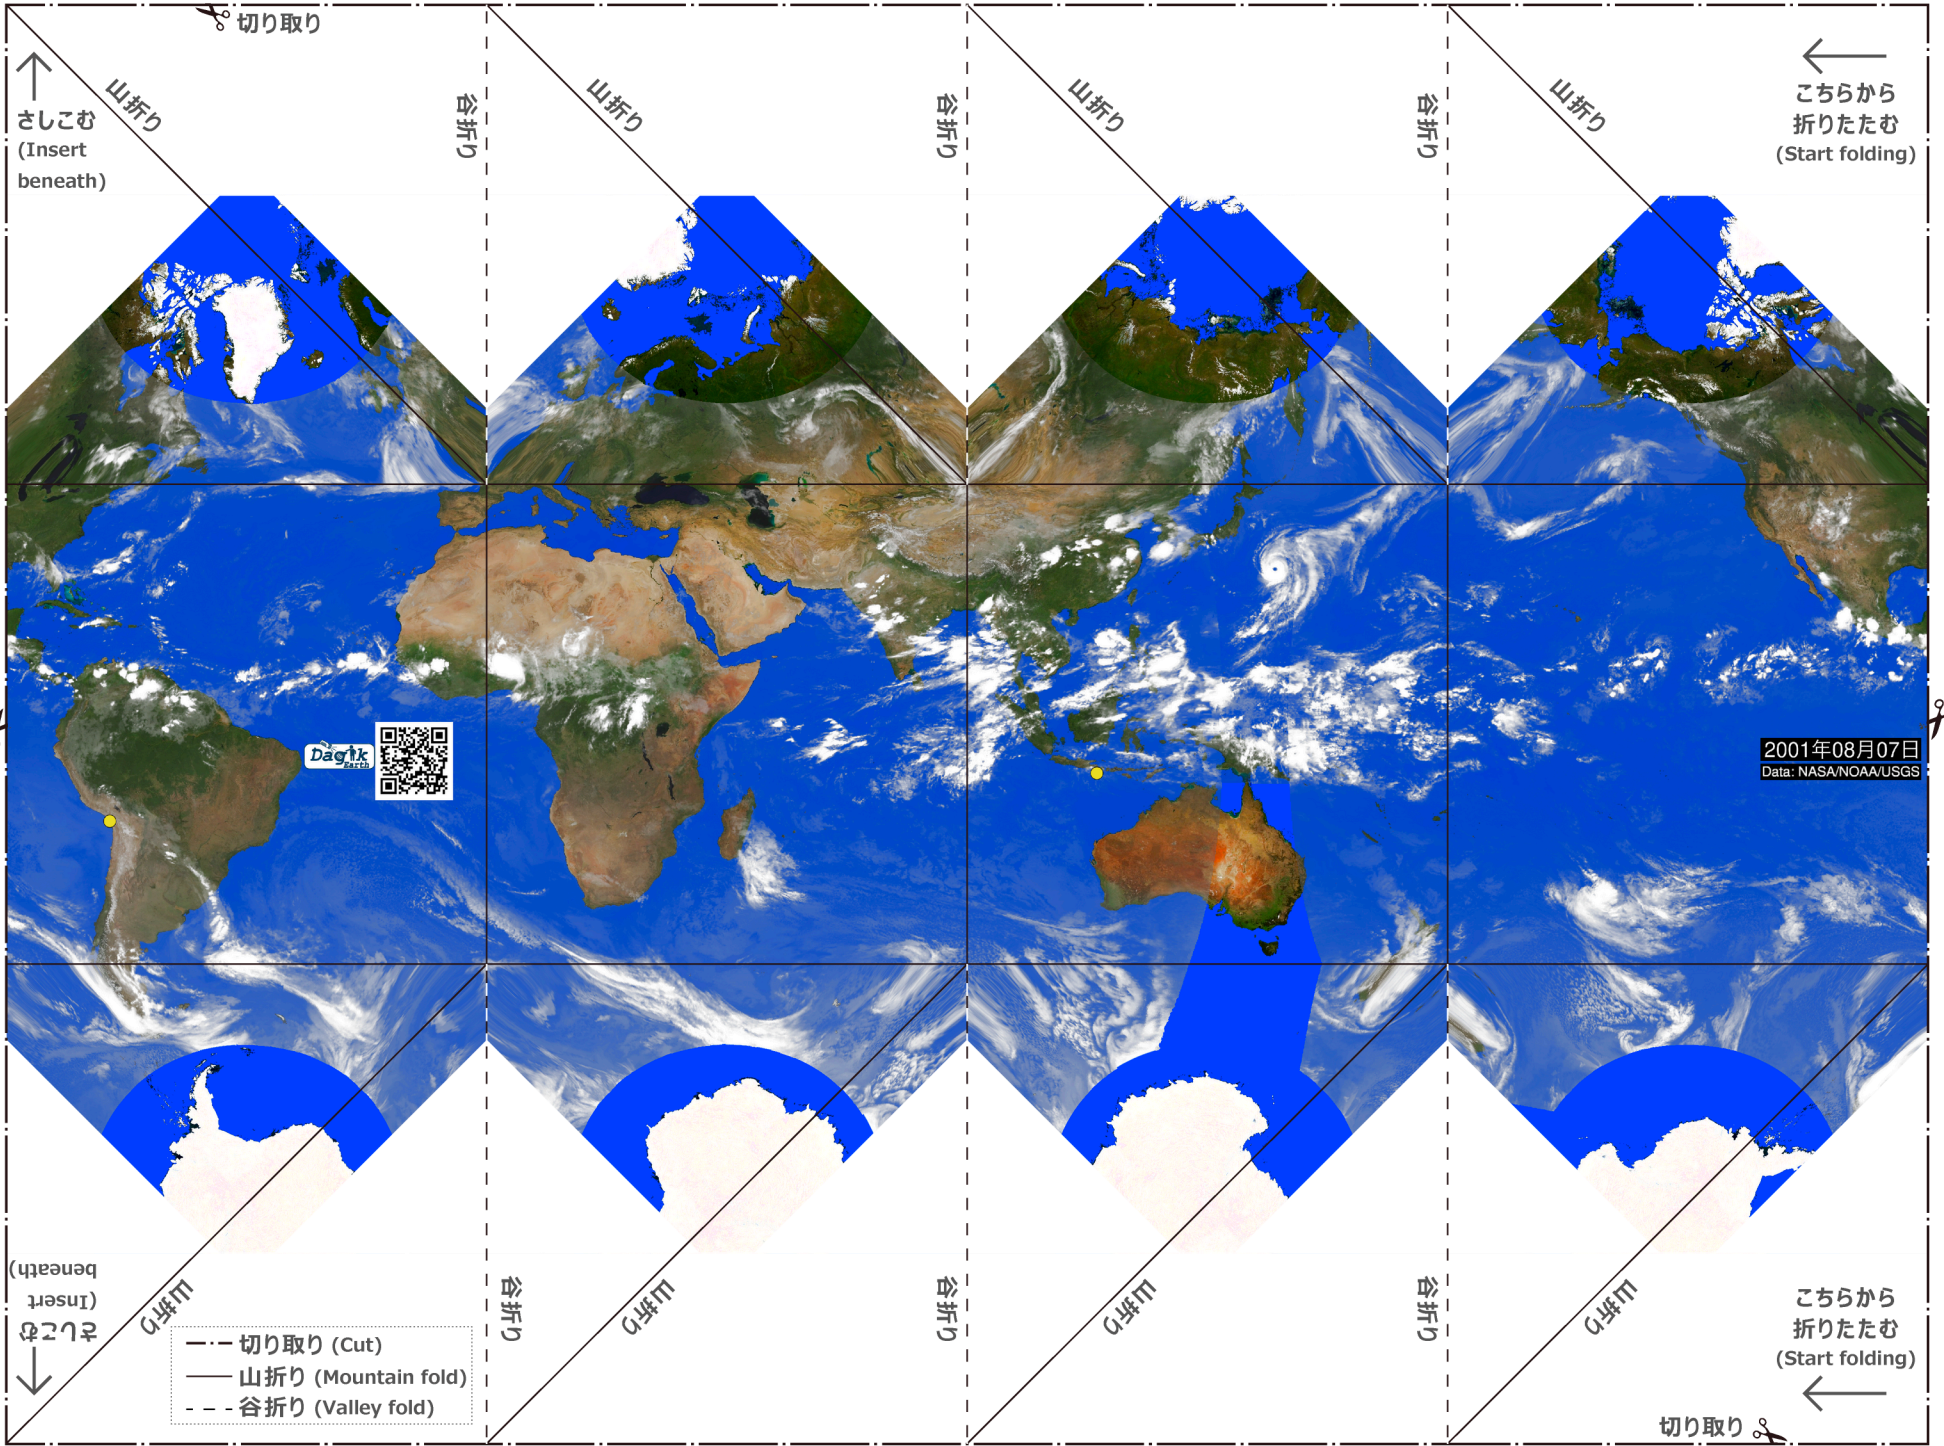 切り取り
山折り
谷折り
山折り
谷折り
山折り
谷折り
山折り
さしこむ
(Insert
beneath)
こちらから
折りたたむ
(Start folding)
Dagik
Earth
2001年08月07日
Data: NASA/NOAA/USGS
さしこむ
(Insert
beneath)
山折り
谷折り
山折り
谷折り
山折り
谷折り
山折り
こちらから
折りたたむ
(Start folding)
切り取り (Cut)
山折り (Mountain fold)
谷折り (Valley fold)
切り取り